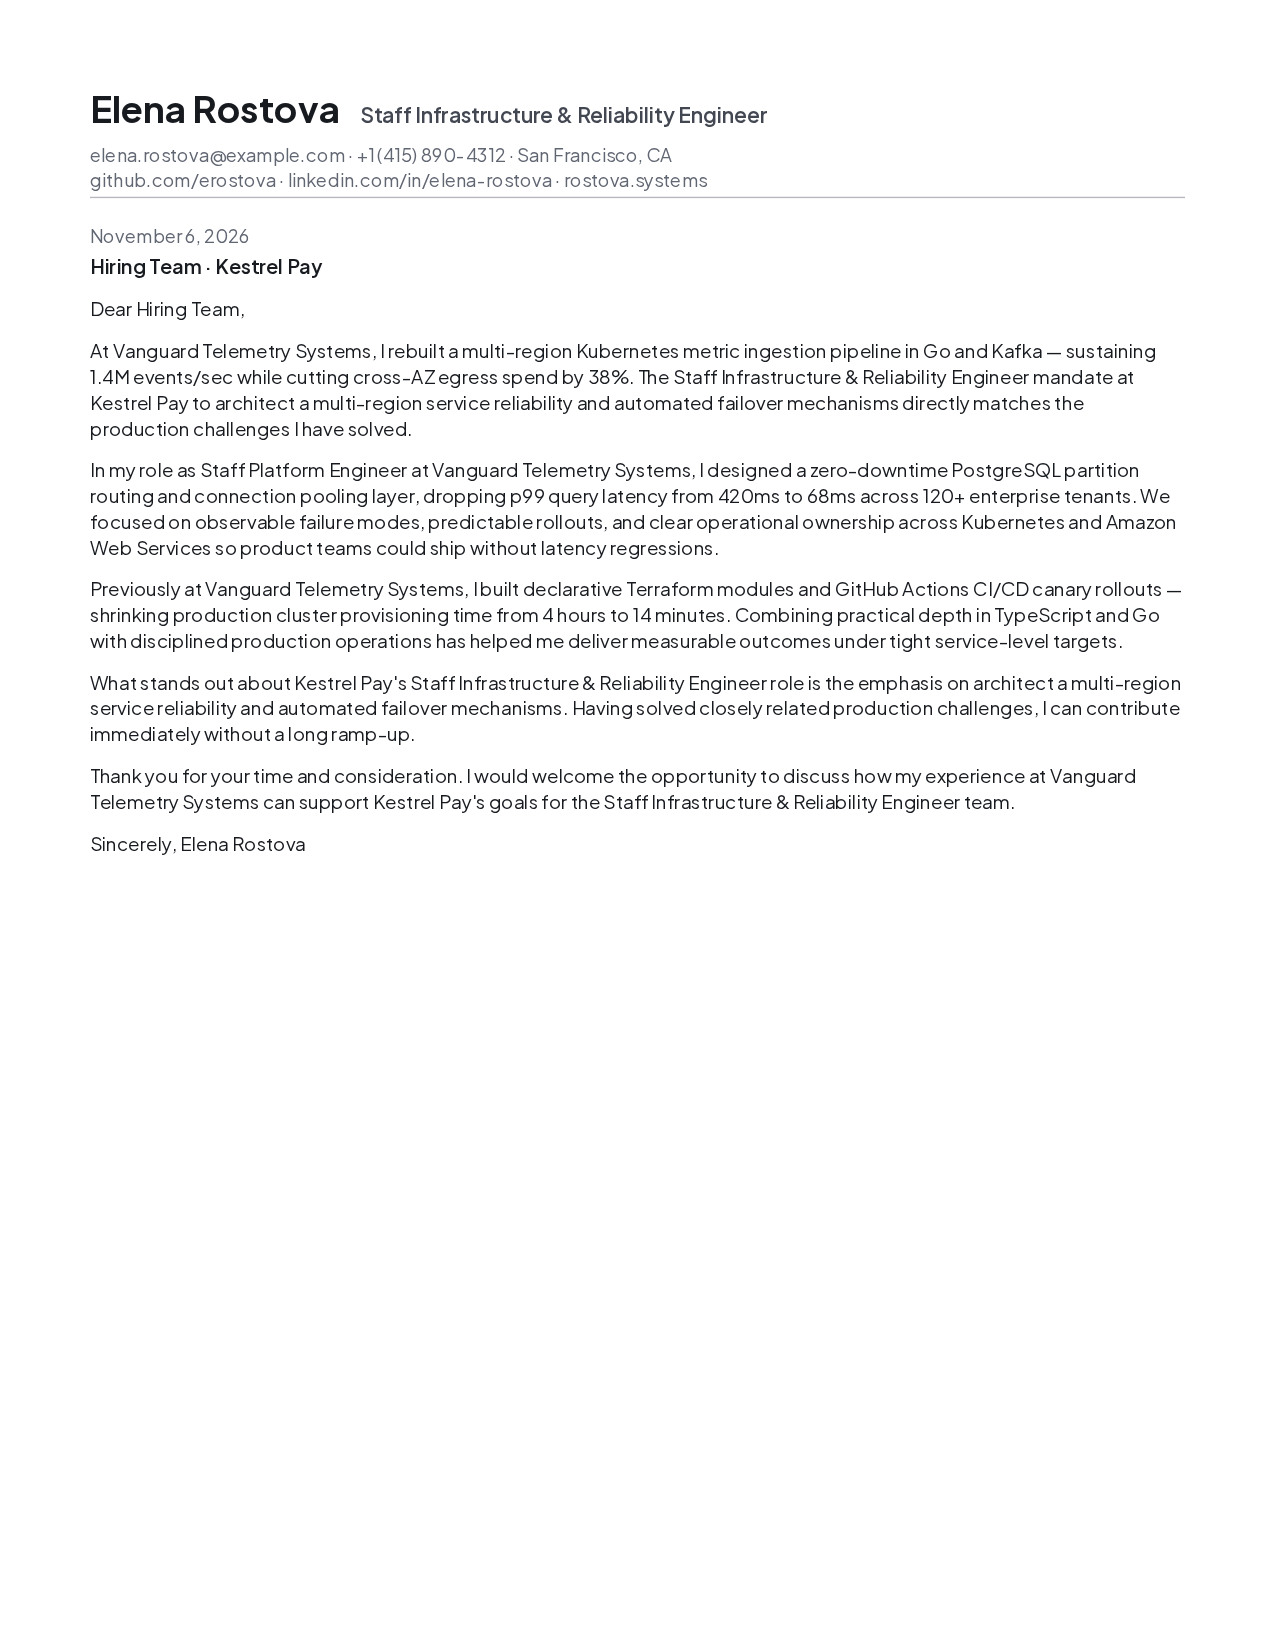 Elena Rostova Staff Infrastructure & Reliability Engineer
elena.rostova@example.com · +1 (415) 890-4312 · San Francisco, CA
github.com/erostova · linkedin.com/in/elena-rostova · rostova.systems
November 6, 2026
Hiring Team · Kestrel Pay
Dear Hiring Team,
At Vanguard Telemetry Systems, I rebuilt a multi-region Kubernetes metric ingestion pipeline in Go and Kafka — sustaining
1.4M events/sec while cutting cross-AZ egress spend by 38%. The Staff Infrastructure & Reliability Engineer mandate at
Kestrel Pay to architect a multi-region service reliability and automated failover mechanisms directly matches the
production challenges I have solved.
In my role as Staff Platform Engineer at Vanguard Telemetry Systems, I designed a zero-downtime PostgreSQL partition
routing and connection pooling layer, dropping p99 query latency from 420ms to 68ms across 120+ enterprise tenants. We
focused on observable failure modes, predictable rollouts, and clear operational ownership across Kubernetes and Amazon
Web Services so product teams could ship without latency regressions.
Previously at Vanguard Telemetry Systems, I built declarative Terraform modules and GitHub Actions CI/CD canary rollouts —
shrinking production cluster provisioning time from 4 hours to 14 minutes. Combining practical depth in TypeScript and Go
with disciplined production operations has helped me deliver measurable outcomes under tight service-level targets.
What stands out about Kestrel Pay's Staff Infrastructure & Reliability Engineer role is the emphasis on architect a multi-region
service reliability and automated failover mechanisms. Having solved closely related production challenges, I can contribute
immediately without a long ramp-up.
Thank you for your time and consideration. I would welcome the opportunity to discuss how my experience at Vanguard
Telemetry Systems can support Kestrel Pay's goals for the Staff Infrastructure & Reliability Engineer team.
Sincerely, Elena Rostova